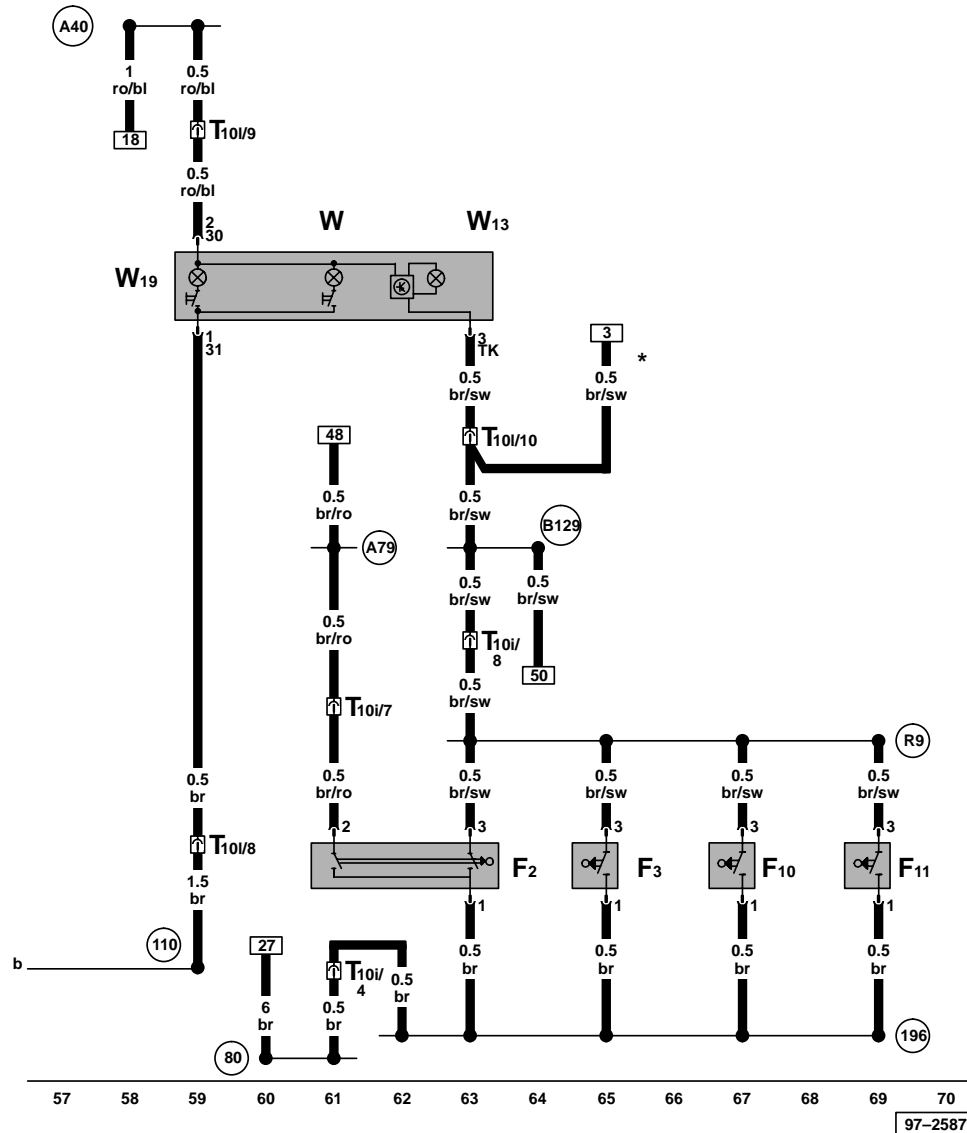 A40
1
ro/bl
0.5
ro/bl
18
T10l/9
0.5
ro/bl
2
30
W
W13
W19
1
31
3
TK
3
*
0.5
br/sw
0.5
br/sw
48
T10l/10
0.5
br/ro
0.5
br/sw
A79
B129
0.5
br/sw
0.5
br/sw
0.5
br/ro
T10i/
8
50
0.5
br/sw
T10i/7
R9
0.5
br
0.5
br/ro
0.5
br/sw
0.5
br/sw
0.5
br/sw
0.5
br/sw
2
3
3
3
3
T10l/8
F2
F3
F10
F11
1.5
br
1
1
1
1
110
27
b
T10i/
4
0.5
br
0.5
br
0.5
br
0.5
br
0.5
br
6
br
0.5
br
80
196
57 58 59 60 61 62 63 64 65 66 67 68 69 70
97–2587